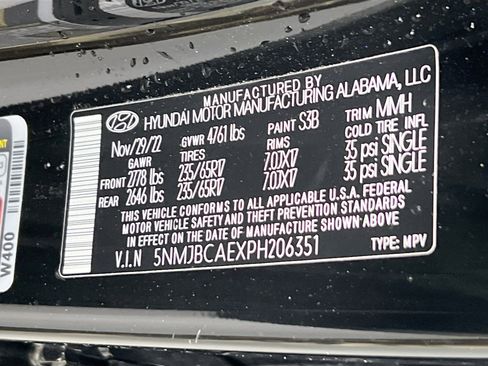 MANUFACTURED BY
HYUNDAI MOTOR MANUFACTURING ALABAMA, LLC
Nov/29/22 GVWR 4761 lbs PAINT S3B TRIM MMH
GAWR TIRES RIMS COLD TIRE INFL.
FRONT 2778 lbs 235/65R17 7.0JX17 35 psi SINGLE
REAR 2646 lbs 235/65R17 7.0JX17 35 psi SINGLE
THIS VEHICLE CONFORMS TO ALL APPLICABLE U.S.A. FEDERAL
MOTOR VEHICLE SAFETY AND THEFT PREVENTION STANDARDS
IN EFFECT ON THE DATE OF MANUFACTURE SHOWN ABOVE.
V.I.N 5NMJBCAEXPH206351 TYPE: MPV
W400